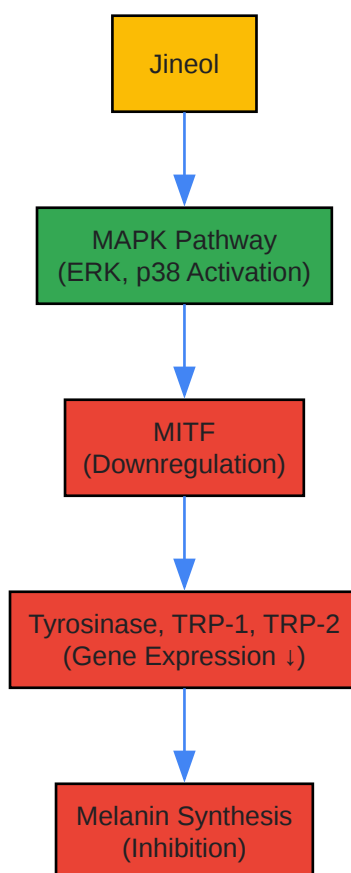 Jineol
MAPK Pathway
(ERK, p38 Activation)
MITF
(Downregulation)
Tyrosinase, TRP-1, TRP-2
(Gene Expression ↓)
Melanin Synthesis
(Inhibition)